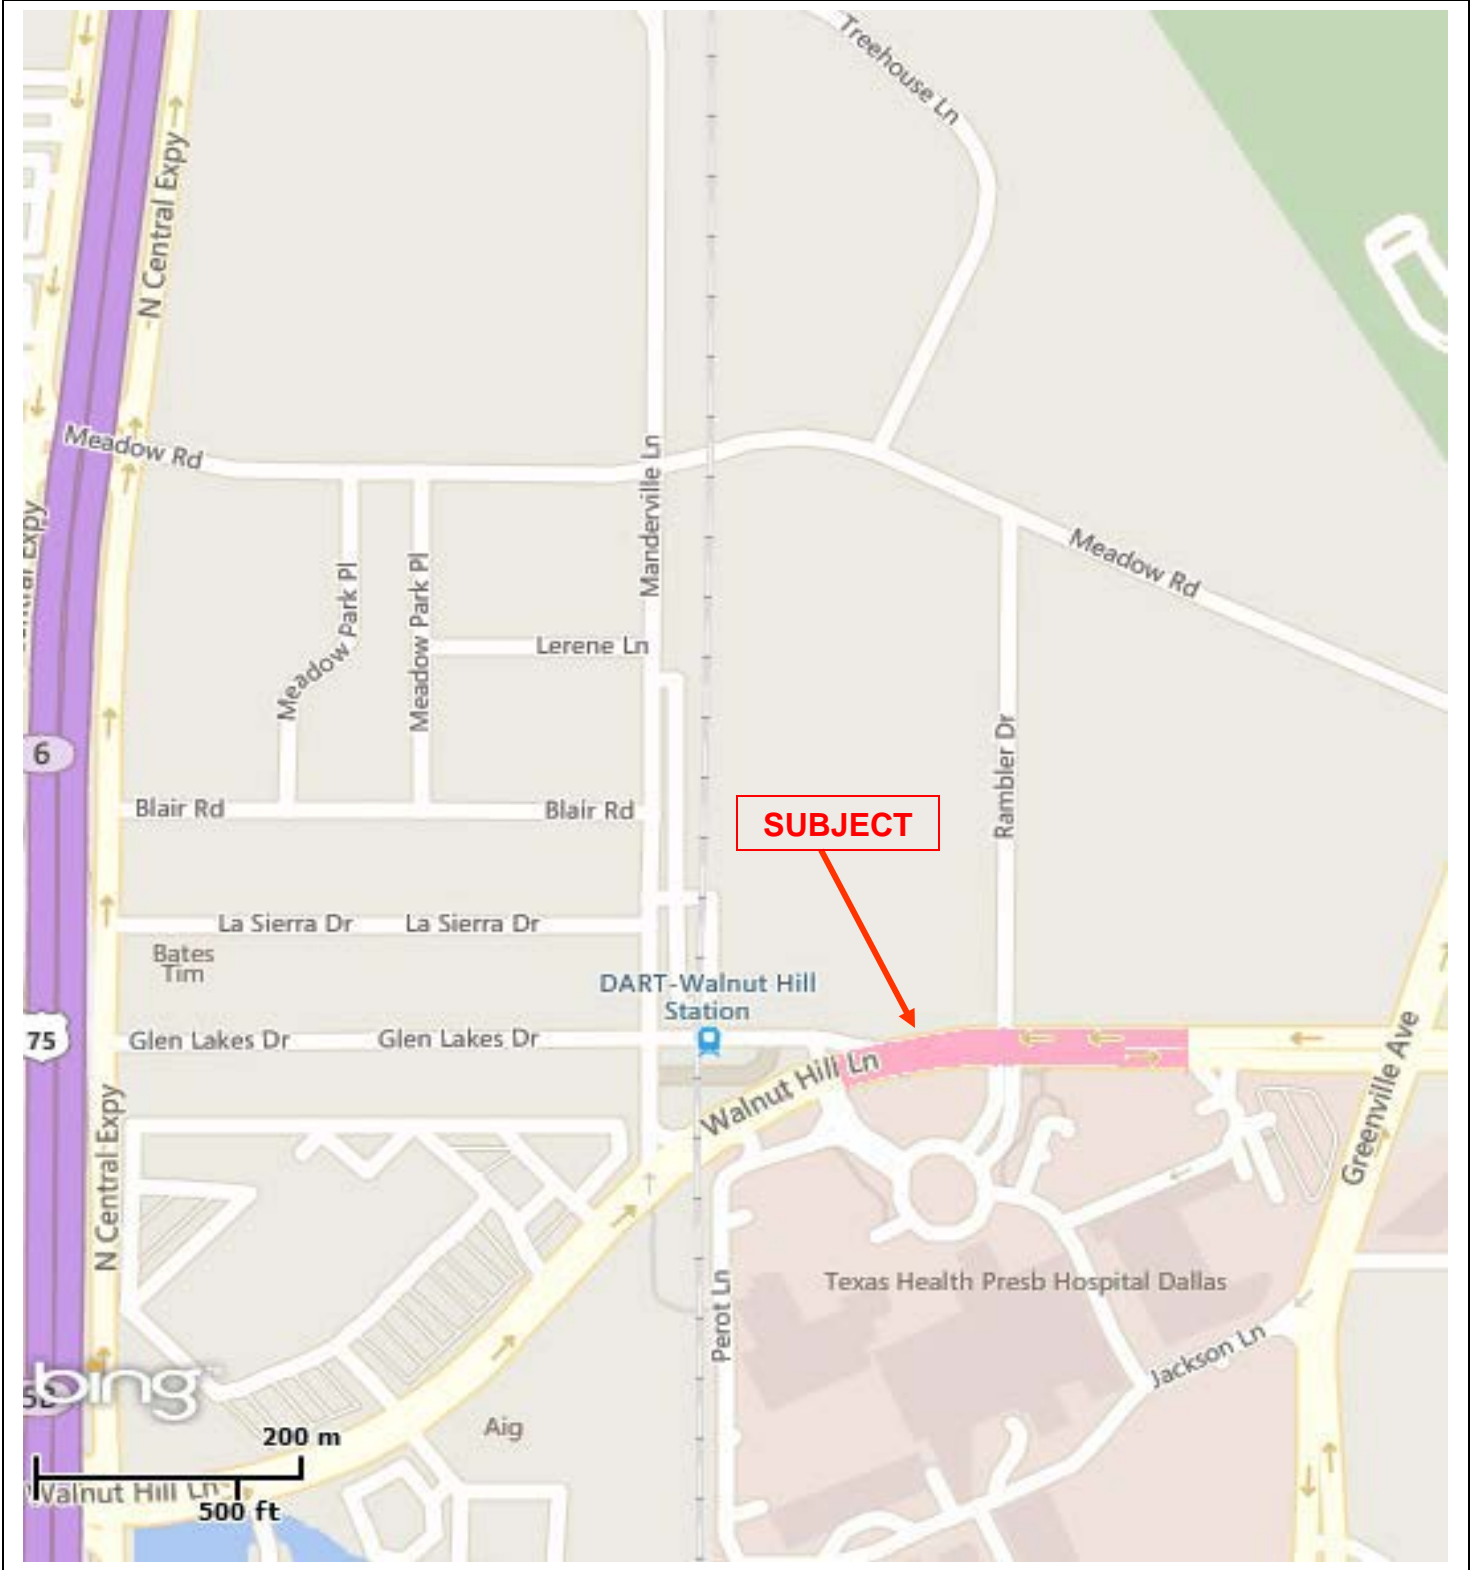 Treehouse Ln
N Central Expy
Meadow Rd
Manderville Ln
Meadow Rd
Meadow Park Pl
Meadow Park Pl
Lerene Ln
6
Rambler Dr
Blair Rd
Blair Rd
SUBJECT
La Sierra Dr
La Sierra Dr
Bates
Tim
DART-Walnut Hill
Station
75
Glen Lakes Dr
Glen Lakes Dr
Walnut Hill Ln
Greenville Ave
N Central Expy
Texas Health Presb Hospital Dallas
Perot Ln
Jackson Ln
bing
Aig
200 m
Walnut Hill Ln
500 ft